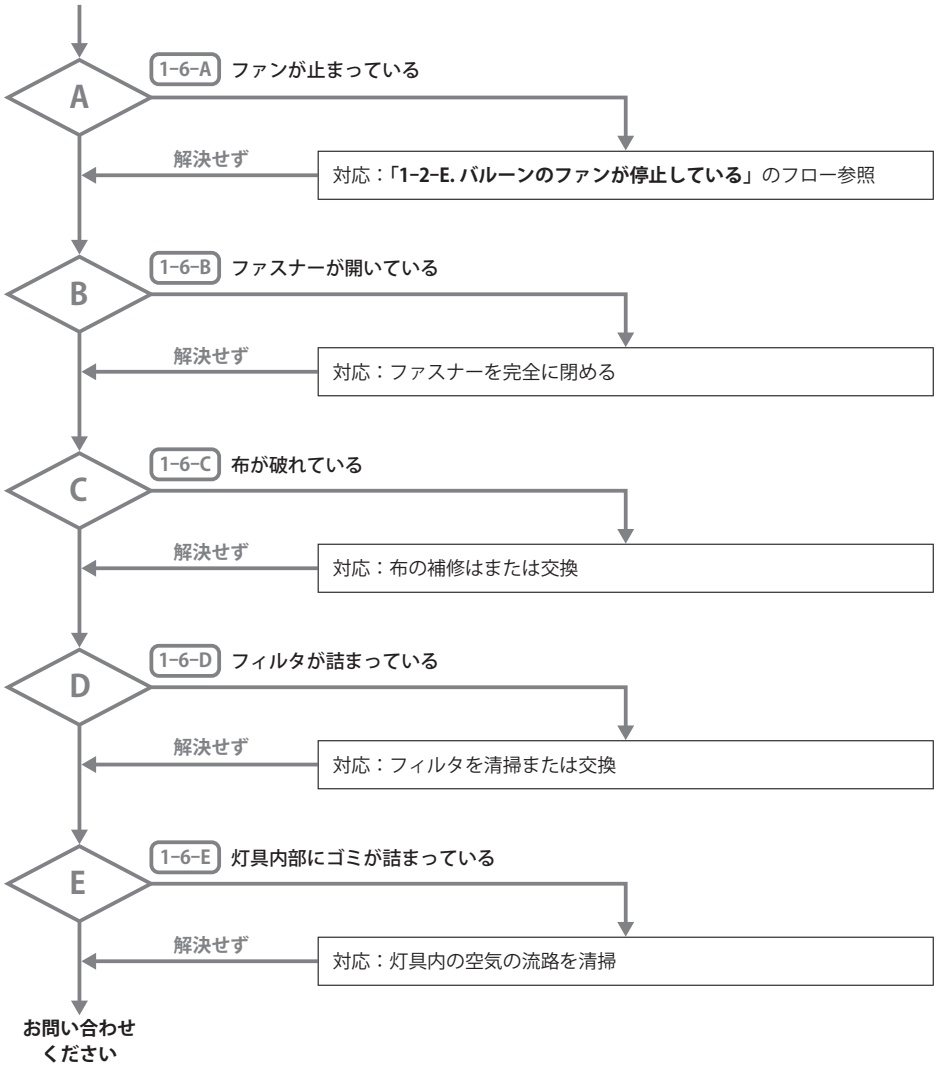 1-6-A ファンが止まっている
A
解決せず
対応：「1-2-E. バルーンのファンが停止している」のフロー参照
1-6-B ファスナーが開いている
B
解決せず
対応：ファスナーを完全に閉める
1-6-C 布が破れている
C
解決せず
対応：布の補修はまたは交換
1-6-D フィルタが詰まっている
D
解決せず
対応：フィルタを清掃または交換
1-6-E 灯具内部にゴミが詰まっている
E
解決せず
対応：灯具内の空気の流路を清掃
お問い合わせ
ください